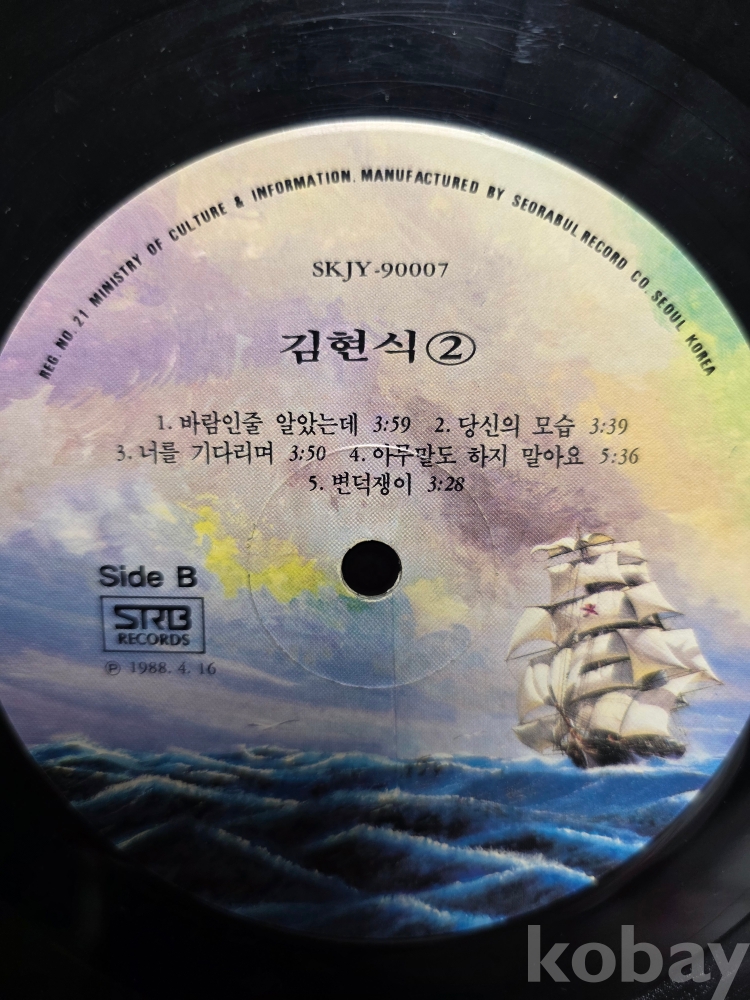 REG. NO. 21 MINISTRY OF CULTURE & INFORMATION. MANUFACTURED BY SEORABUL RECORD CO. SEOUL KOREA
SKJY-90007
김현식②
1. 바람인줄 알았는데 3:59 2. 당신의 모습 3:39
3. 너를 기다리며 3:50 4. 아무말도 하지 말아요 5:36
5. 변덕쟁이 3:28
Side B
SRB
RECORDS
Ⓟ 1988. 4. 16
kobay